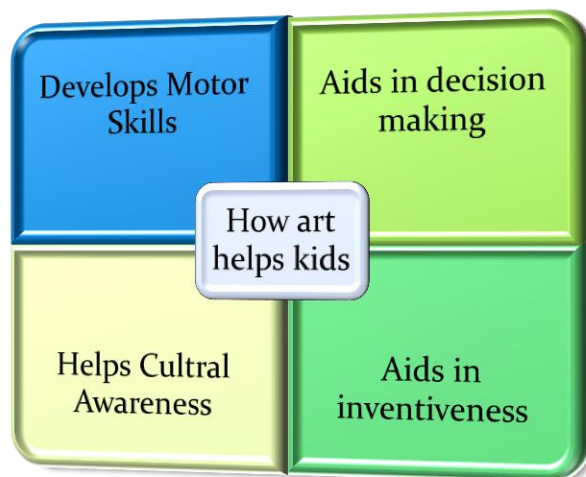 Develops Motor
Skills
Aids in decision
making
How art
helps kids
Helps Cultral
Awareness
Aids in
inventiveness